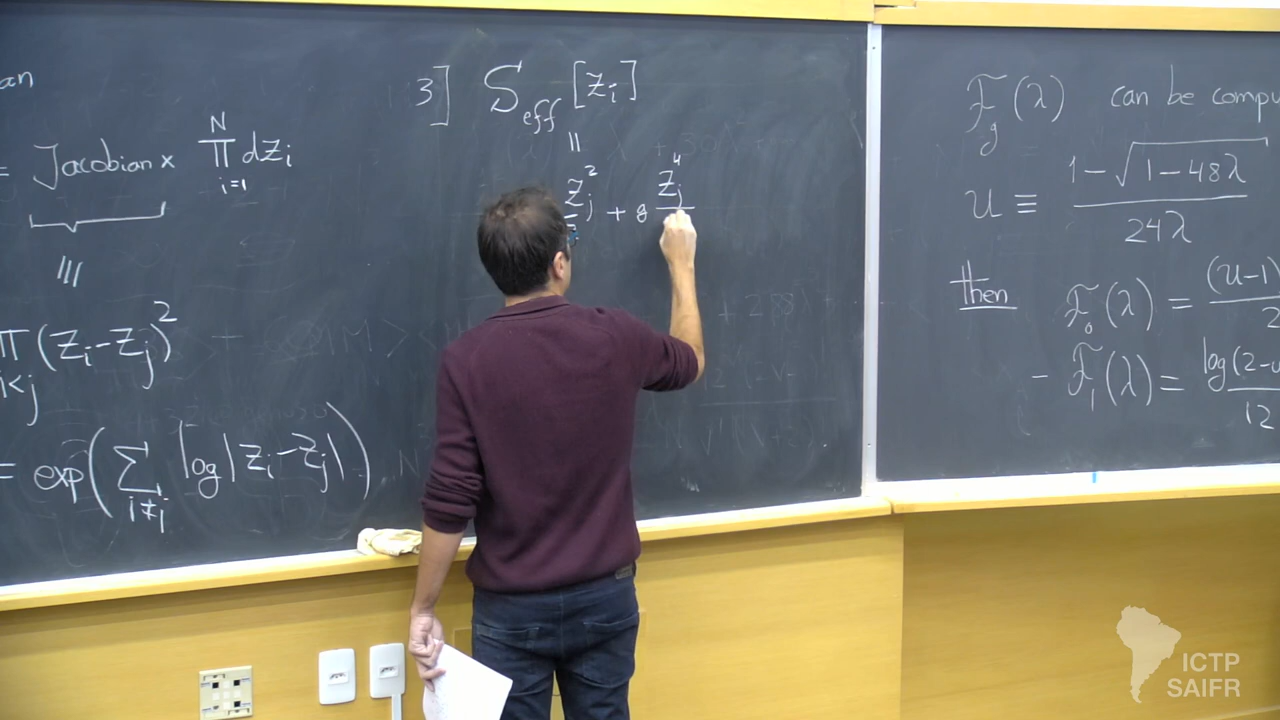 an
= Jacobian × ∏_{i=1}^{N} dz_i
|||
∏_{i<j} (z_i - z_j)^2
= exp(∑_{i≠j} log|z_i - z_j|)
3] S_eff [z_i]
||
z_j^2 + g z_j^4
F_g(λ) can be compu
u ≡ (1 - √(1 - 48λ)) / 24λ
then F_0(λ) = (u-1)
- F_1(λ) = log(2-u / 12
ICTP
SAIFR